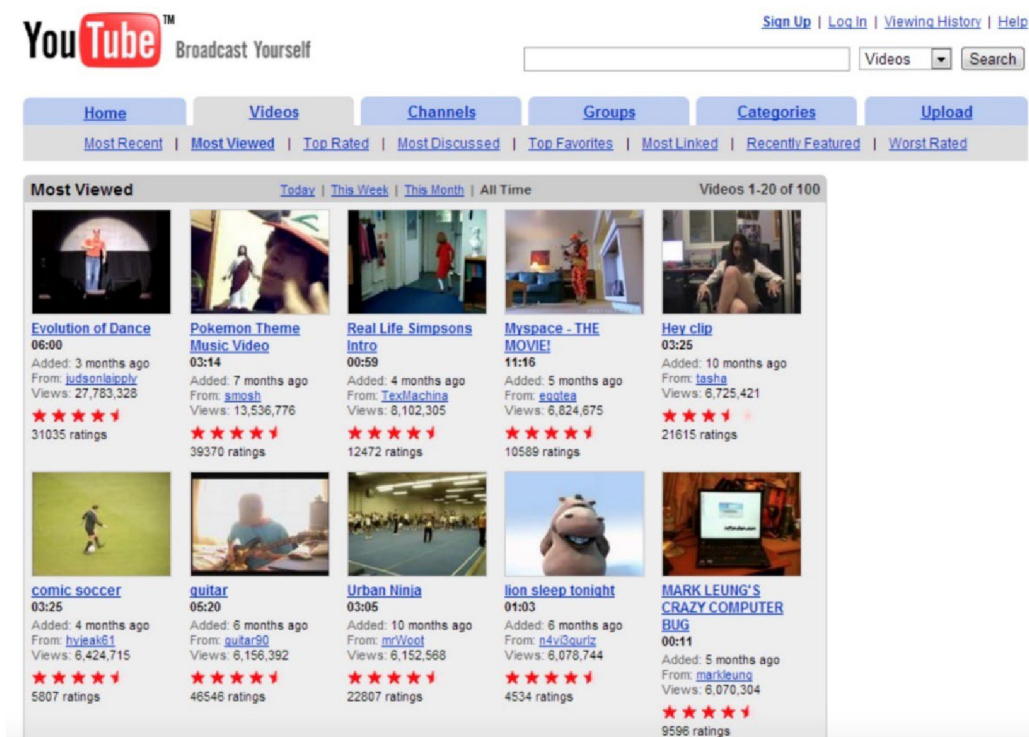 YouTube™ Broadcast Yourself
Sign Up | Log In | Viewing History | Help
Videos Search
Home Videos Channels Groups Categories Upload
Most Recent | Most Viewed | Top Rated | Most Discussed | Top Favorites | Most Linked | Recently Featured | Worst Rated
Most Viewed Today | This Week | This Month | All Time Videos 1-20 of 100
Evolution of Dance
06:00
Added: 3 months ago
From: judsonlaipply
Views: 27,783,328
31035 ratings
Pokemon Theme
Music Video
03:14
Added: 7 months ago
From: smosh
Views: 13,536,776
39370 ratings
Real Life Simpsons
Intro
00:59
Added: 4 months ago
From: TexMachina
Views: 8,102,305
12472 ratings
Myspace - THE
MOVIE!
11:16
Added: 5 months ago
From: eggtea
Views: 6,824,675
10589 ratings
Hey clip
03:25
Added: 10 months ago
From: tasha
Views: 6,725,421
21615 ratings
comic soccer
03:25
Added: 4 months ago
From: hvjeak61
Views: 6,424,715
5807 ratings
guitar
05:20
Added: 6 months ago
From: guitar90
Views: 6,156,392
46546 ratings
Urban Ninja
03:05
Added: 10 months ago
From: mrWoot
Views: 6,152,568
22807 ratings
lion sleep tonight
01:03
Added: 6 months ago
From: n4vi3gurlz
Views: 6,078,744
4534 ratings
MARK LEUNG'S
CRAZY COMPUTER
BUG
00:11
Added: 5 months ago
From: markleung
Views: 6,070,304
9596 ratings